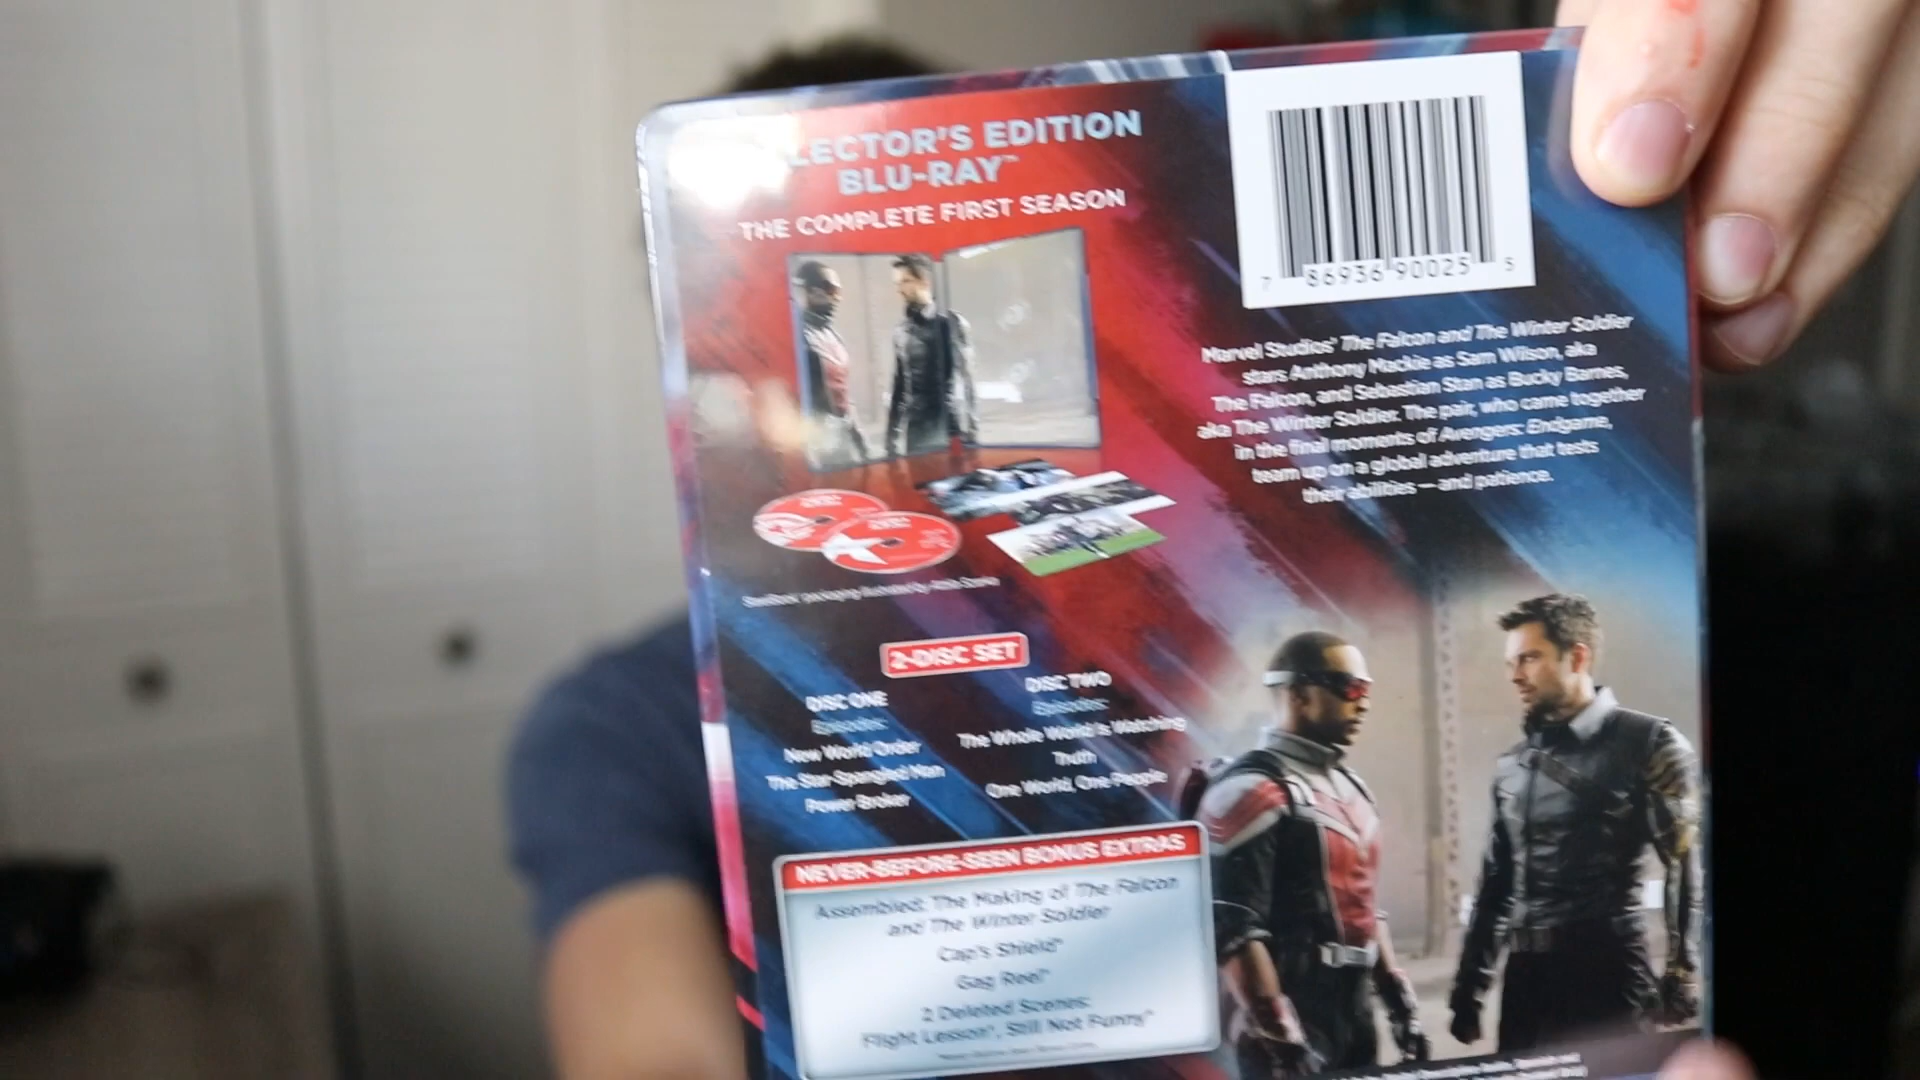 LECTOR'S EDITION
BLU-RAY™
THE COMPLETE FIRST SEASON
7 86936 90025 5
Marvel Studios' The Falcon and The Winter Soldier
stars Anthony Mackie as Sam Wilson, aka
The Falcon, and Sebastian Stan as Bucky Barnes,
aka The Winter Soldier. The pair, who came together
in the final moments of Avengers: Endgame,
team up on a global adventure that tests
their abilities — and patience.
packaging illustrated by
2-DISC SET
DISC ONE
Episodes:
New World Order
The Star-Spangled Man
Power Broker
DISC TWO
Episodes:
The Whole World Is Watching
Truth
One World, One People
NEVER-BEFORE-SEEN BONUS EXTRAS
Assembled: The Making of The Falcon
and The Winter Soldier
Cap's Shield*
Gag Reel*
2 Deleted Scenes:
Flight Lesson*, Still Not Funny*